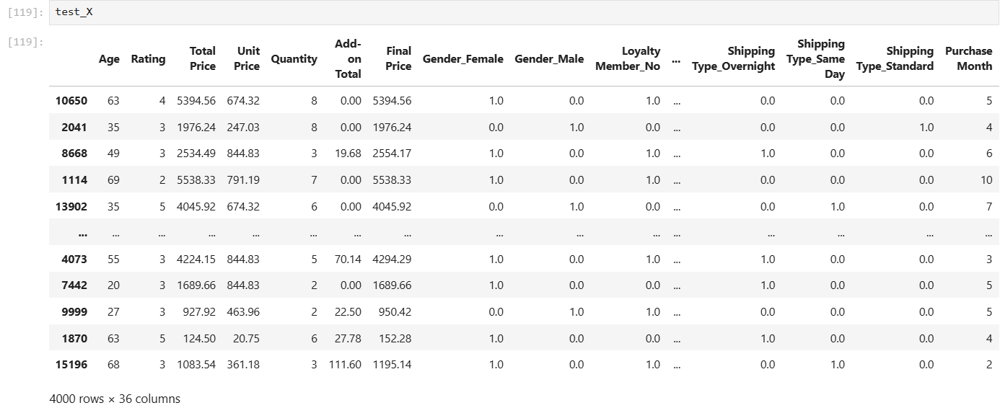 [119]: test_X
[119]:
Age Rating Total Price Unit Price Quantity Add-on Total Final Price Gender_Female Gender_Male Loyalty Member_No ... Shipping Type_Overnight Shipping Type_Same Day Shipping Type_Standard Purchase Month
10650 63 4 5394.56 674.32 8 0.00 5394.56 1.0 0.0 1.0 ... 0.0 0.0 0.0 5
2041 35 3 1976.24 247.03 8 0.00 1976.24 0.0 1.0 0.0 ... 0.0 0.0 1.0 4
8668 49 3 2534.49 844.83 3 19.68 2554.17 1.0 0.0 1.0 ... 1.0 0.0 0.0 6
1114 69 2 5538.33 791.19 7 0.00 5538.33 1.0 0.0 1.0 ... 0.0 0.0 0.0 10
13902 35 5 4045.92 674.32 6 0.00 4045.92 0.0 1.0 0.0 ... 0.0 1.0 0.0 7
... ... ... ... ... ... ... ... ... ... ... ... ... ... ... ...
4073 55 3 4224.15 844.83 5 70.14 4294.29 1.0 0.0 1.0 ... 1.0 0.0 0.0 3
7442 20 3 1689.66 844.83 2 0.00 1689.66 1.0 0.0 0.0 ... 1.0 0.0 0.0 5
9999 27 3 927.92 463.96 2 22.50 950.42 0.0 1.0 1.0 ... 0.0 0.0 0.0 5
1870 63 5 124.50 20.75 6 27.78 152.28 1.0 0.0 0.0 ... 1.0 0.0 0.0 4
15196 68 3 1083.54 361.18 3 111.60 1195.14 1.0 0.0 1.0 ... 0.0 1.0 0.0 2
4000 rows × 36 columns